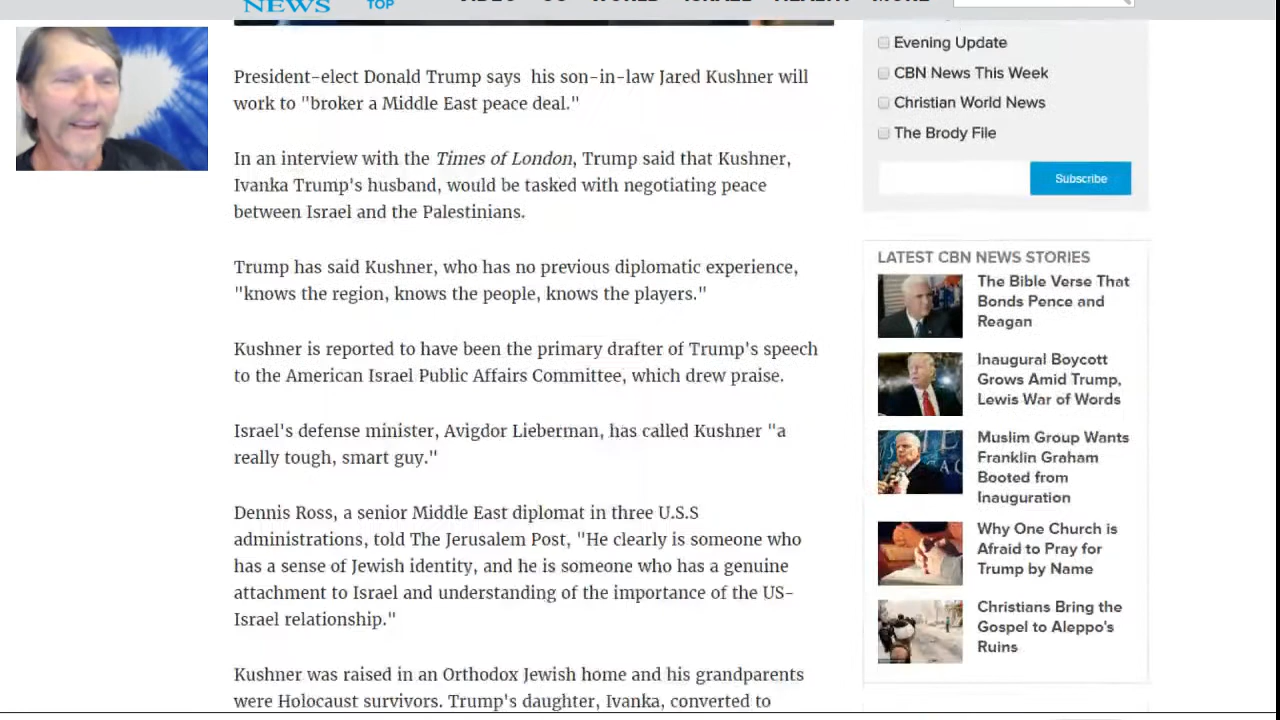 NEWS
TOP
VIDEO US WORLD ISRAEL HEALTH MORE
President-elect Donald Trump says his son-in-law Jared Kushner will
work to "broker a Middle East peace deal."
In an interview with the Times of London, Trump said that Kushner,
Ivanka Trump's husband, would be tasked with negotiating peace
between Israel and the Palestinians.
Trump has said Kushner, who has no previous diplomatic experience,
"knows the region, knows the people, knows the players."
Kushner is reported to have been the primary drafter of Trump's speech
to the American Israel Public Affairs Committee, which drew praise.
Israel's defense minister, Avigdor Lieberman, has called Kushner "a
really tough, smart guy."
Dennis Ross, a senior Middle East diplomat in three U.S.S
administrations, told The Jerusalem Post, "He clearly is someone who
has a sense of Jewish identity, and he is someone who has a genuine
attachment to Israel and understanding of the importance of the US-
Israel relationship."
Kushner was raised in an Orthodox Jewish home and his grandparents
were Holocaust survivors. Trump's daughter, Ivanka, converted to
Evening Update
CBN News This Week
Christian World News
The Brody File
Subscribe
LATEST CBN NEWS STORIES
The Bible Verse That
Bonds Pence and
Reagan
Inaugural Boycott
Grows Amid Trump,
Lewis War of Words
Muslim Group Wants
Franklin Graham
Booted from
Inauguration
Why One Church is
Afraid to Pray for
Trump by Name
Christians Bring the
Gospel to Aleppo's
Ruins